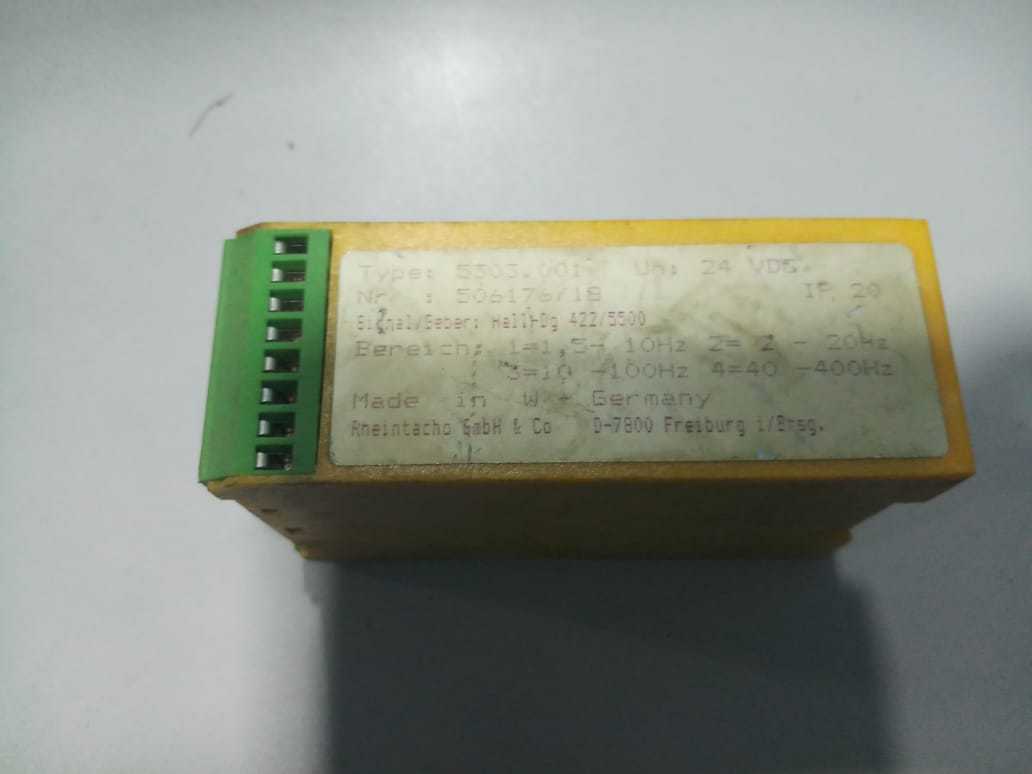 Type: 5303.001 Un: 24 VDC
Nr. : 506176/18 IP 20
Signal/Geber: Hall-Dg 422/5500
Bereich: 1=1,5- 10Hz 2= 2 - 20Hz
3=10 -100Hz 4=40 -400Hz
Made in W - Germany
Rheintacho GmbH & Co D-7800 Freiburg i/Brsg.